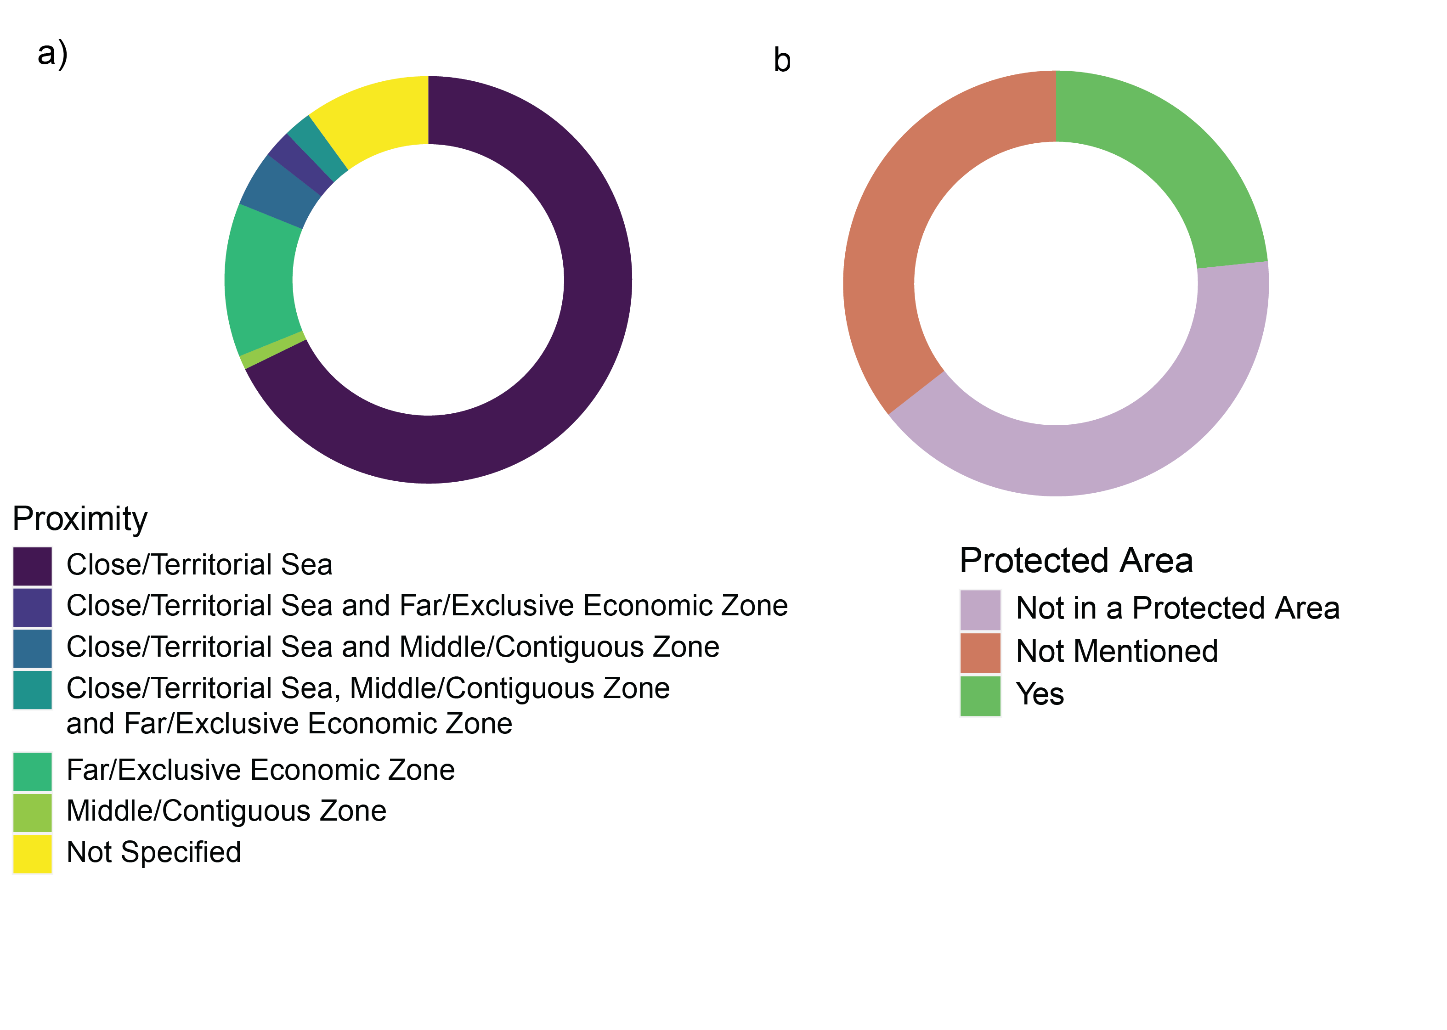 a)
b
Proximity
Close/Territorial Sea
Close/Territorial Sea and Far/Exclusive Economic Zone
Close/Territorial Sea and Middle/Contiguous Zone
Close/Territorial Sea, Middle/Contiguous Zone
and Far/Exclusive Economic Zone
Far/Exclusive Economic Zone
Middle/Contiguous Zone
Not Specified
Protected Area
Not in a Protected Area
Not Mentioned
Yes